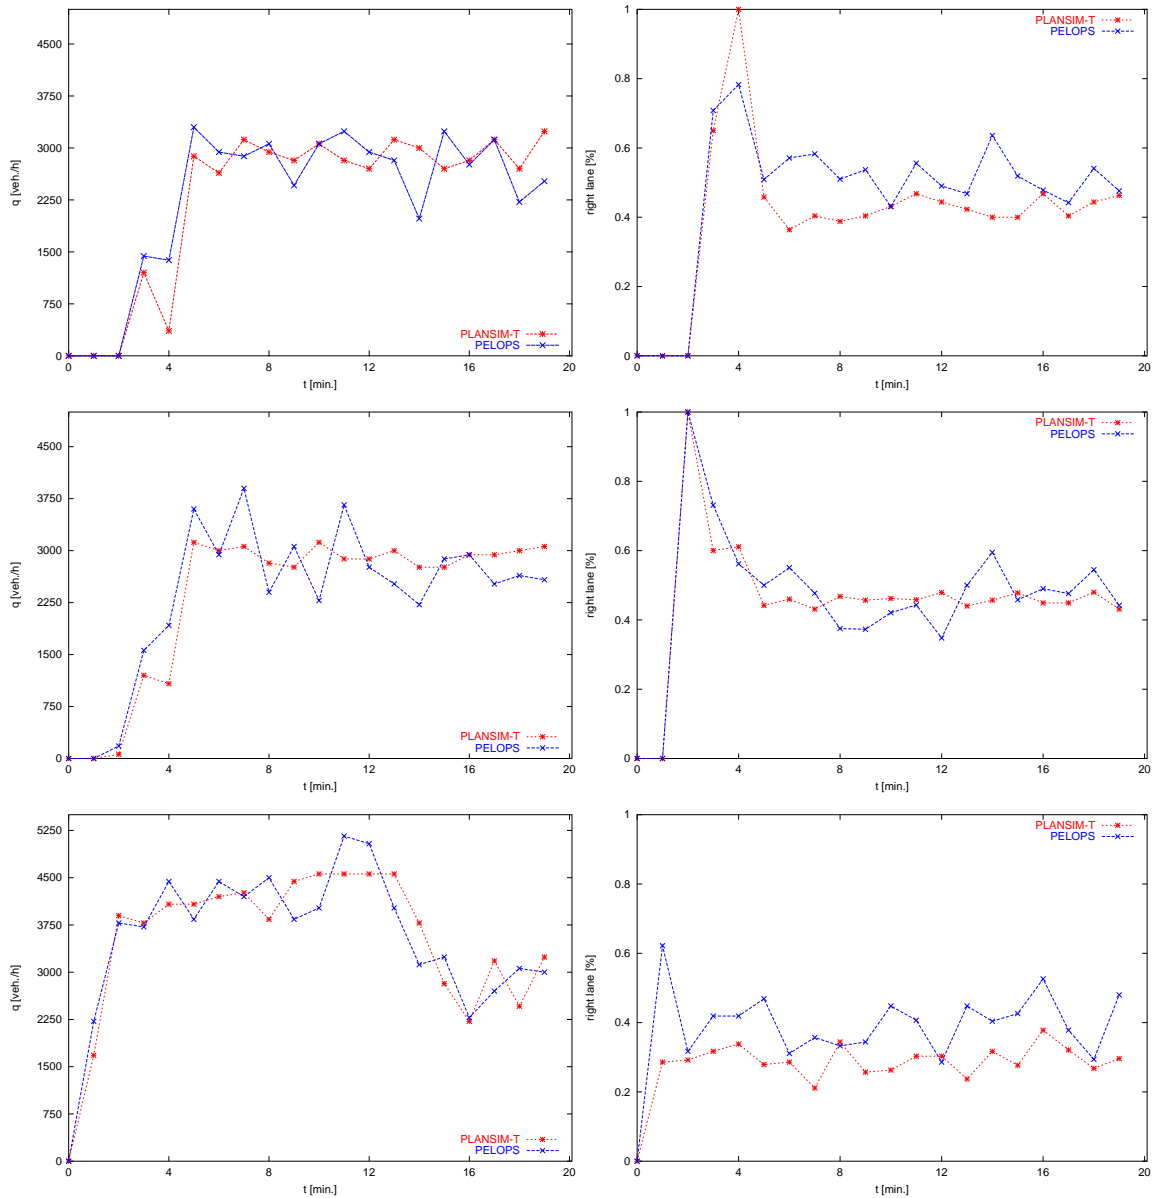 4500
3750
3000
2250
1500
750
0
q [veh./h]
0 4 8 12 16 20
t [min.]
PLANSIM-T
PELOPS
1
0.8
0.6
0.4
0.2
0
right lane [%]
0 4 8 12 16 20
t [min.]
PLANSIM-T
PELOPS
4500
3750
3000
2250
1500
750
0
q [veh./h]
0 4 8 12 16 20
t [min.]
PLANSIM-T
PELOPS
1
0.8
0.6
0.4
0.2
0
right lane [%]
0 4 8 12 16 20
t [min.]
PLANSIM-T
PELOPS
5250
4500
3750
3000
2250
1500
750
0
q [veh./h]
0 4 8 12 16 20
t [min.]
PLANSIM-T
PELOPS
1
0.8
0.6
0.4
0.2
0
right lane [%]
0 4 8 12 16 20
t [min.]
PLANSIM-T
PELOPS